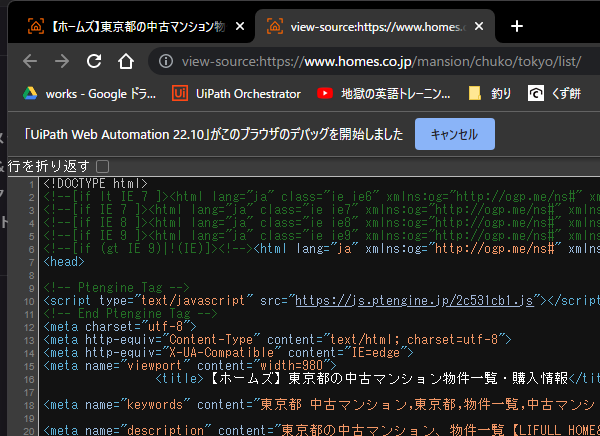 【ホームズ】東京都の中古マンション物
view-source:https://www.homes.c
view-source:https://www.homes.co.jp/mansion/chuko/tokyo/list/
works - Google ドラ...
UiPath Orchestrator
地獄の英語トレーニン...
釣り
くず餅
「UiPath Web Automation 22.10」がこのブラウザのデバッグを開始しました
キャンセル
行を折り返す
1 <!DOCTYPE html>
2 <!--[if lt IE 7 ]><html lang="ja" class="ie ie6" xmlns:og="http://ogp.me/ns#" xmlns
3 <!--[if IE 7 ]><html lang="ja" class="ie ie7" xmlns:og="http://ogp.me/ns#" xmlns
4 <!--[if IE 8 ]><html lang="ja" class="ie ie8" xmlns:og="http://ogp.me/ns#" xmlns
5 <!--[if IE 9 ]><html lang="ja" class="ie ie9" xmlns:og="http://ogp.me/ns#" xmlns
6 <!--[if (gt IE 9)|!(IE)]><!--><html lang="ja" xmlns:og="http://ogp.me/ns#" xmlns
7 <head>
8
9 <!-- Ptengine Tag -->
10 <script type="text/javascript" src="https://js.ptengine.jp/2c531cb1.js"></script
11 <!-- End Ptengine Tag -->
12 <meta charset="utf-8">
13 <meta http-equiv="Content-Type" content="text/html; charset=utf-8">
14 <meta http-equiv="X-UA-Compatible" content="IE=edge">
15 <meta name="viewport" content="width=980">
16 <title>【ホームズ】東京都の中古マンション物件一覧・購入情報</tit
17
18 <meta name="keywords" content="東京都 中古マンション,東京都,物件一覧,中古マンシ
19
20 <meta name="description" content="東京都の中古マンション、物件一覧【LIFULL HOME&